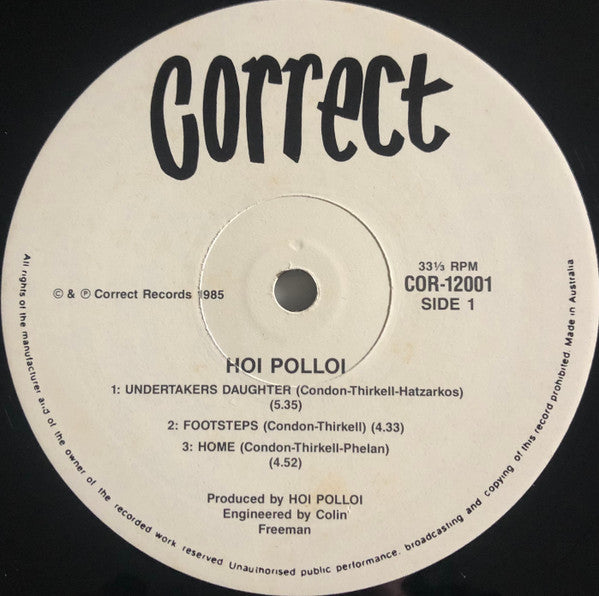 Correct
33⅓ RPM
© & ℗ Correct Records 1985
COR-12001
SIDE 1
HOI POLLOI
1: UNDERTAKERS DAUGHTER (Condon-Thirkell-Hatzarkos)
(5.35)
2: FOOTSTEPS (Condon-Thirkell) (4.33)
3: HOME (Condon-Thirkell-Phelan)
(4.52)
Produced by HOI POLLOI
Engineered by Colin
Freeman
All rights of the manufacturer and of the owner of the recorded work reserved Unauthorised public performance, broadcasting and copying of this record prohibited. Made in Australia